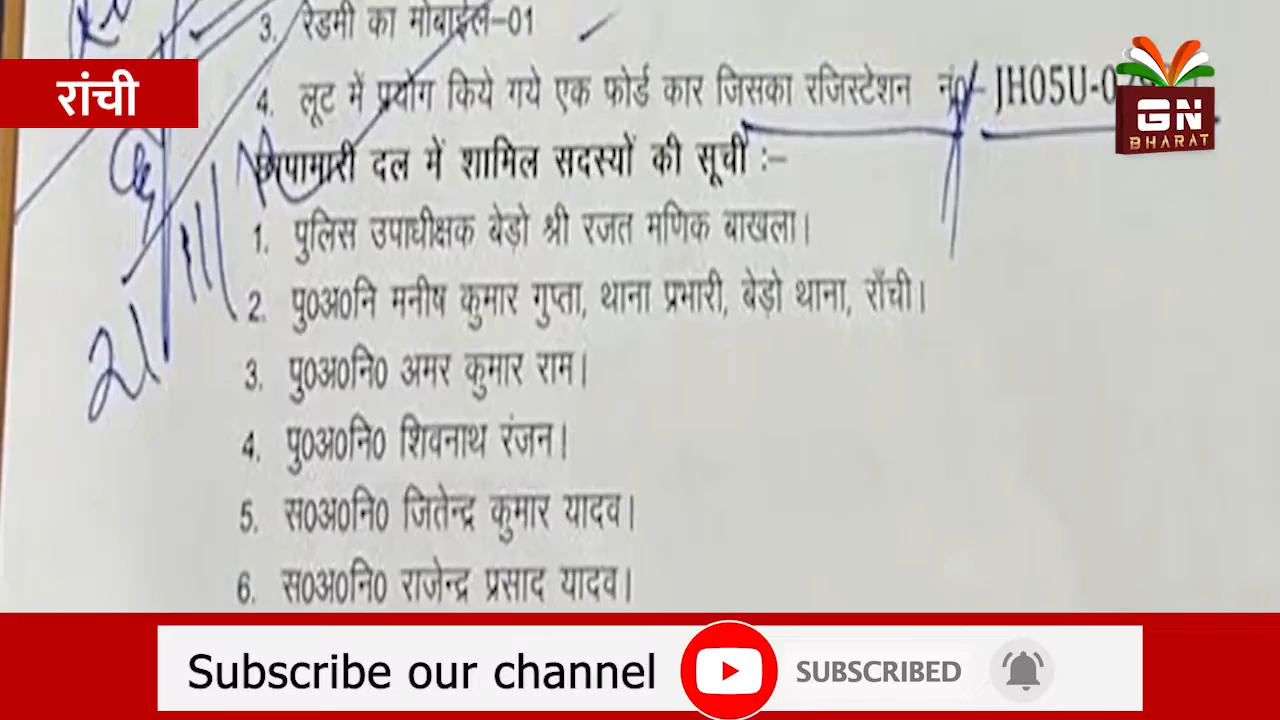 3. रेडमी का मोबाईल–01
रांची
4. लूट में प्रयोग किये गये एक फोर्ड कार जिसका रजिस्टेशन नं0– JH05U-0
GN
BHARAT
छापामारी दल में शामिल सदस्यों की सूची :–
1. पुलिस उपाधीक्षक बेड़ो श्री रजत मणिक बाखला।
2. पु0अ0नि मनीष कुमार गुप्ता, थाना प्रभारी, बेड़ो थाना, राँची।
3. पु0अ0नि0 अमर कुमार राम।
21/11/
4. पु0अ0नि0 शिवनाथ रंजन।
5. स0अ0नि0 जितेन्द्र कुमार यादव।
6. स0अ0नि0 राजेन्द्र प्रसाद यादव।
Subscribe our channel
SUBSCRIBED